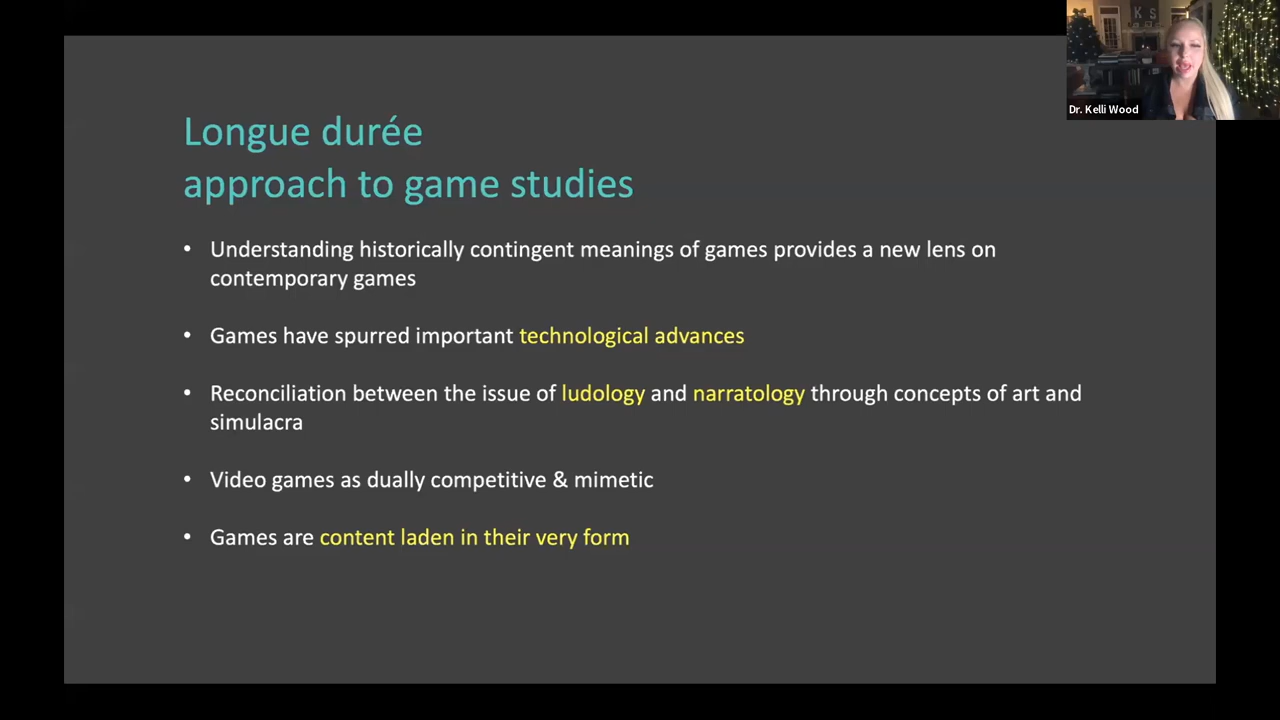 K S
Dr. Kelli Wood
Longue durée
approach to game studies
• Understanding historically contingent meanings of games provides a new lens on
contemporary games
• Games have spurred important technological advances
• Reconciliation between the issue of ludology and narratology through concepts of art and
simulacra
• Video games as dually competitive & mimetic
• Games are content laden in their very form